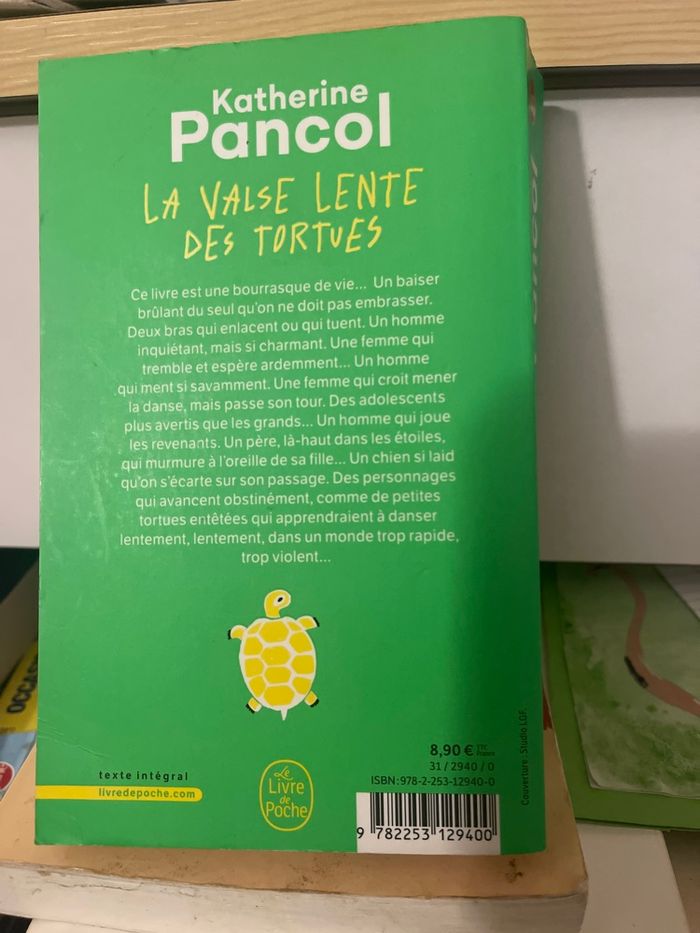 Katherine
Pancol
LA VALSE LENTE
DES TORTUES
Ce livre est une bourrasque de vie... Un baiser
brûlant du seul qu'on ne doit pas embrasser.
Deux bras qui enlacent ou qui tuent. Un homme
inquiétant, mais si charmant. Une femme qui
tremble et espère ardemment... Un homme
qui ment si savamment. Une femme qui croit mener
la danse, mais passe son tour. Des adolescents
plus avertis que les grands... Un homme qui joue
les revenants. Un père, là-haut dans les étoiles,
qui murmure à l'oreille de sa fille... Un chien si laid
qu'on s'écarte sur son passage. Des personnages
qui avancent obstinément, comme de petites
tortues entêtées qui apprendraient à danser
lentement, lentement, dans un monde trop rapide,
trop violent...
8,90 € TTC France
31 / 2940 / 0
ISBN : 978-2-253-12940-0
texte intégral
livredepoche.com
Le
Livre
de
Poche
9 782253 129400
Couverture : Studio LGF.